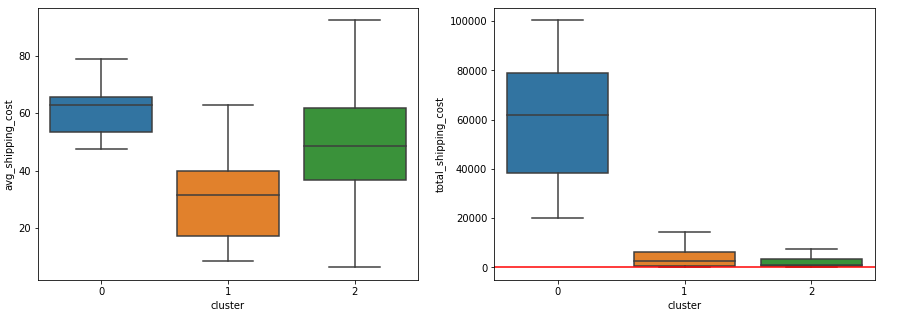 avg_shipping_cost
80
60
40
20
0 1 2
cluster
total_shipping_cost
100000
80000
60000
40000
20000
0
0 1 2
cluster